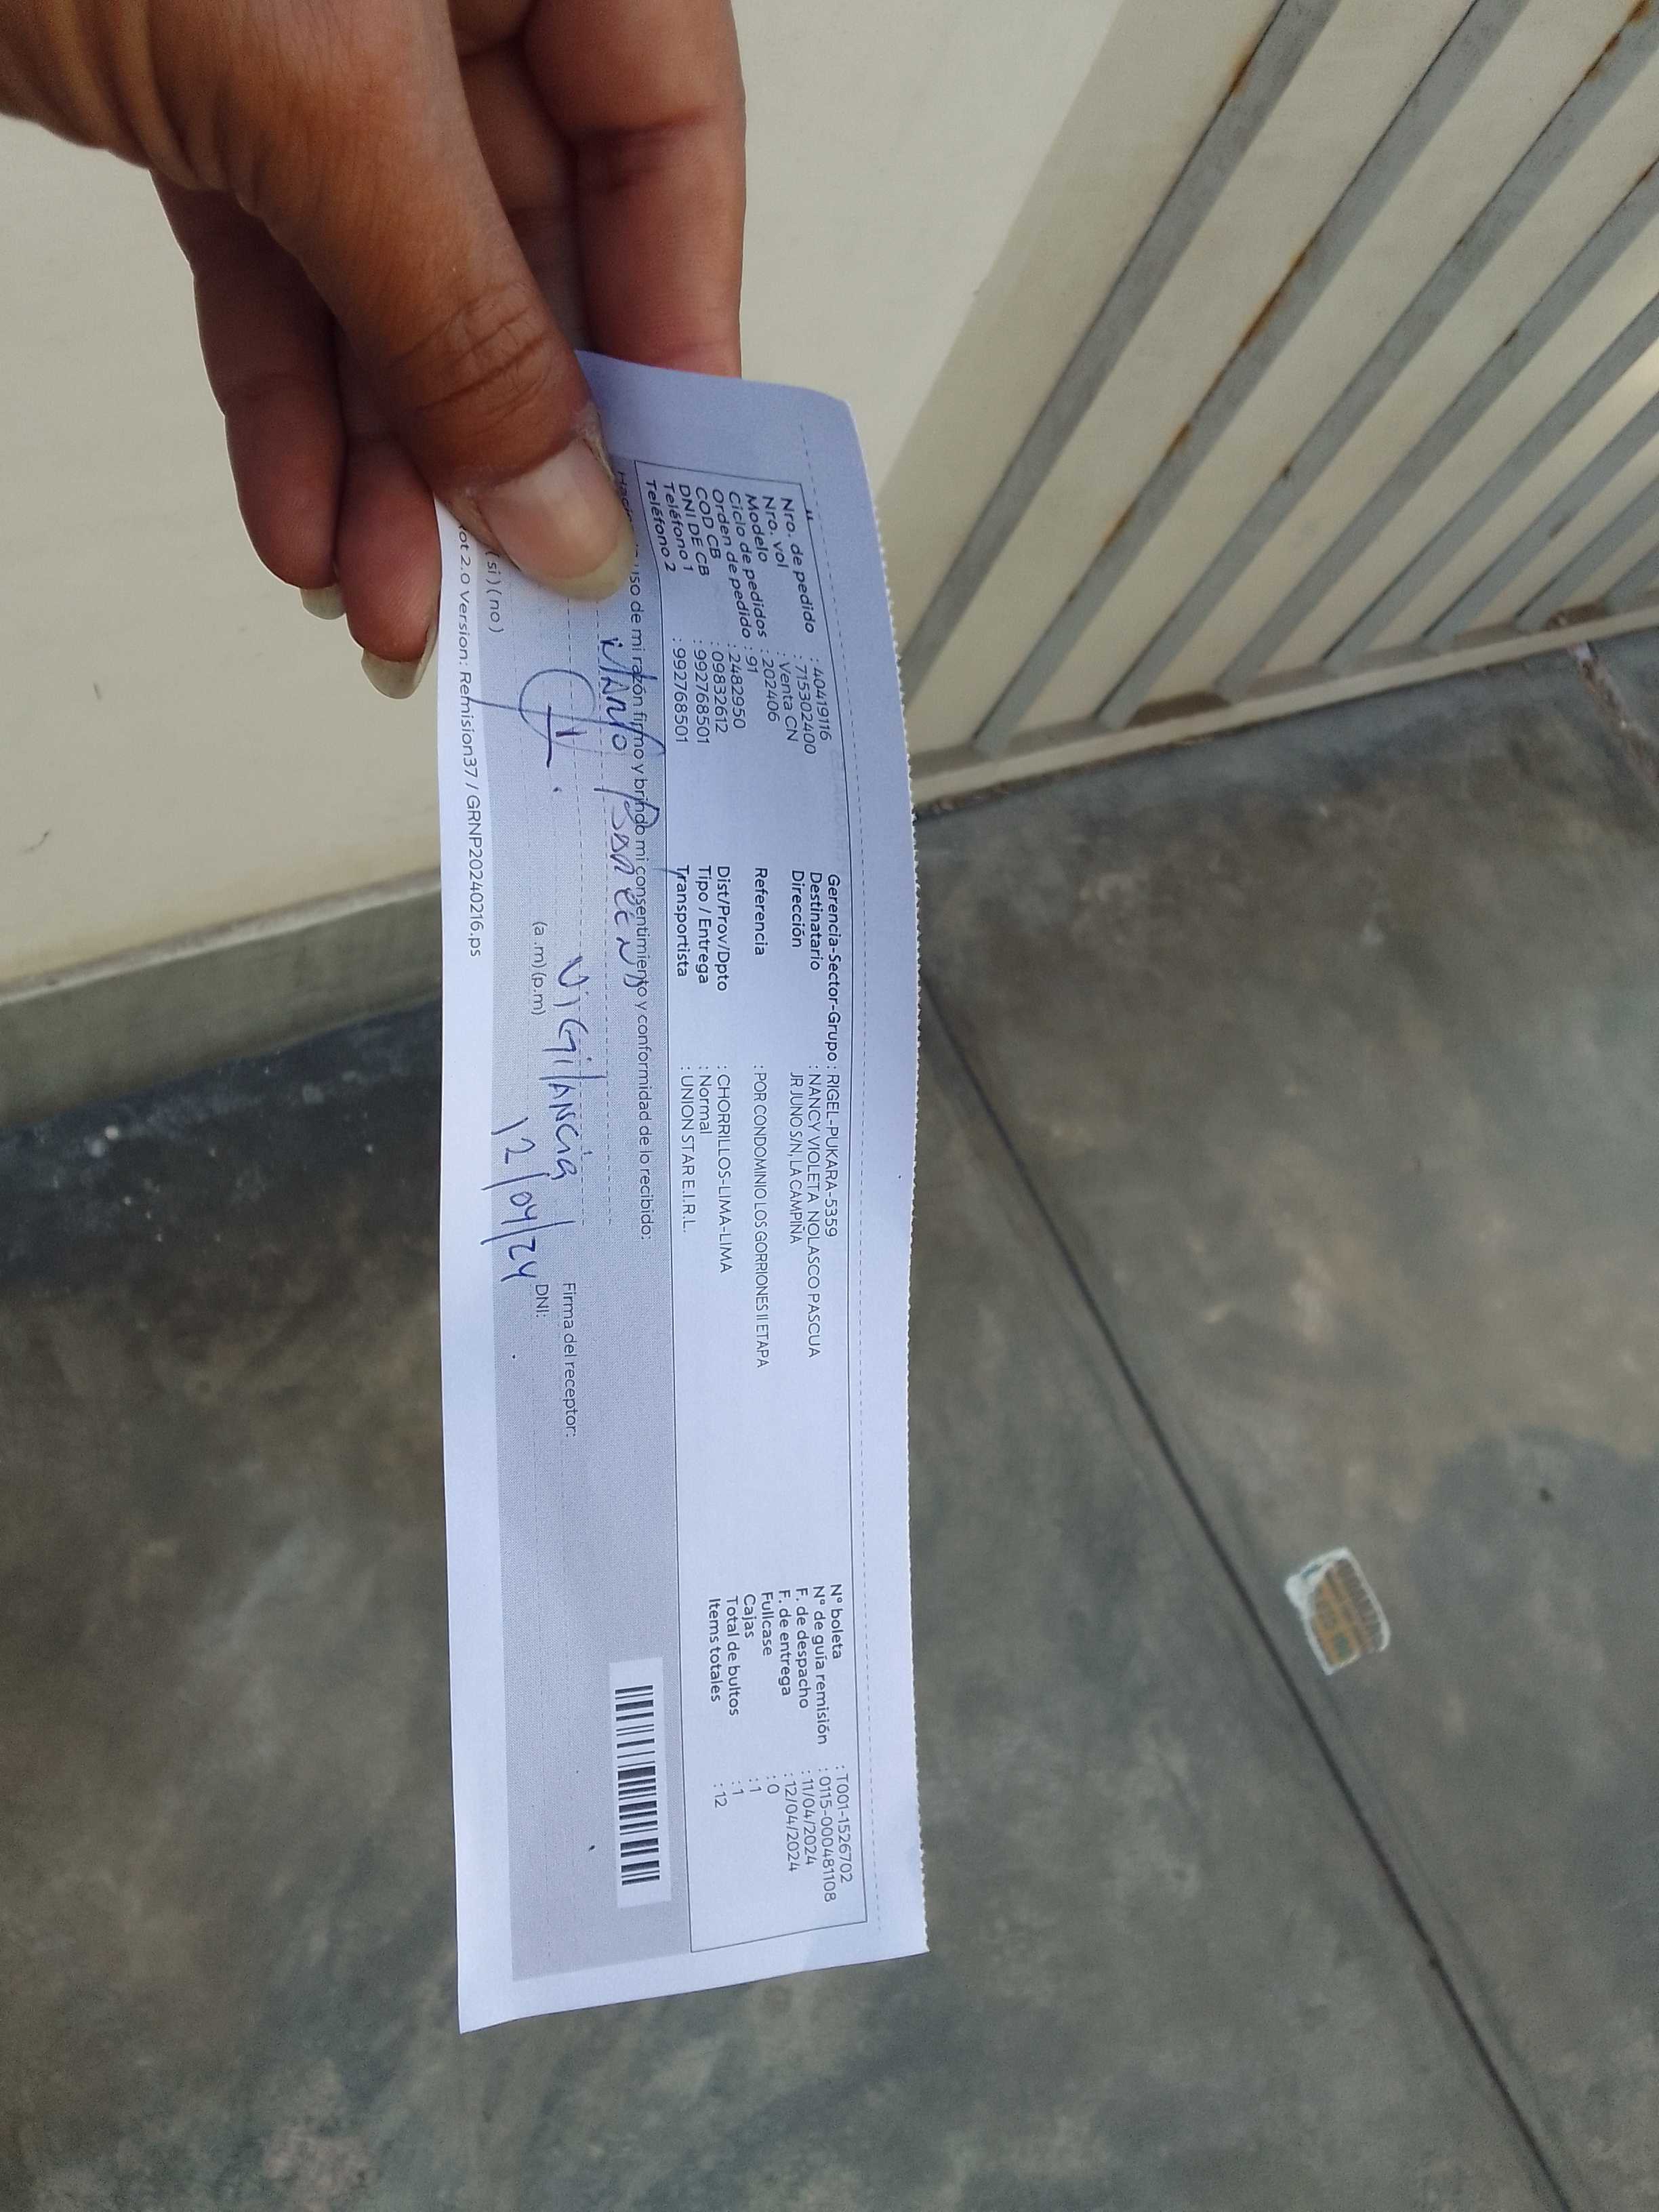 Nro. de pedido : 40419116
Nro. vol : 715302400
Modelo : Venta CN
Ciclo de pedidos : 202406
Orden de pedido : 91
COD CB : 2482950
DNI DE CB : 09832612
Teléfono 1 : 992768501
Teléfono 2 : 992768501
Gerencia-Sector-Grupo : RIGEL-PUKARA-5359
Destinatario : NANCY VIOLETA NOLASCO PASCUA
Dirección JR JUNO S/N, LA CAMPIÑA
Referencia : POR CONDOMINIO LOS GORRIONES II ETAPA
Dist/Prov/Dpto : CHORRILLOS-LIMA-LIMA
Tipo / Entrega : Normal
Transportista : UNION STAR E.I.R.L.
N° boleta : T001-1526702
N° de guía remisión : 0115-000481108
F. de despacho : 11/04/2024
F. de entrega : 12/04/2024
Fullcase : 0
Cajas : 1
Total de bultos : 1
Items totales : 12
uso de mi razón firmo y brindo mi consentimiento y conformidad de lo recibido:
ViGilANCiA
Firma del receptor:
(si) (no)
(a .m) (p.m)
12/04/24
DNI:
2.0 Version: Remision37 / GRNP20240216.ps